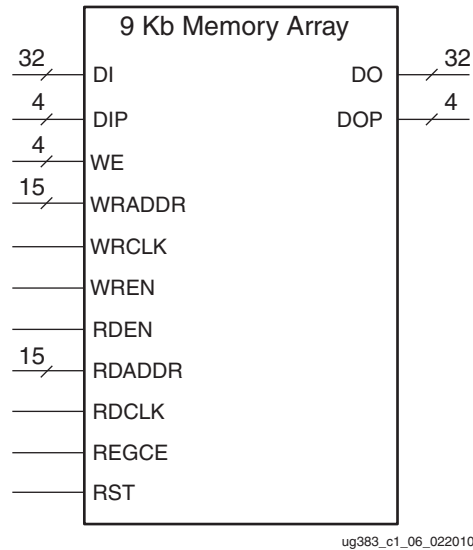 9 Kb Memory Array
32 DI DO 32
4 DIP DOP 4
4 WE
15 WRADDR
WRCLK
WREN
RDEN
15 RDADDR
RDCLK
REGCE
RST
ug383_c1_06_022010